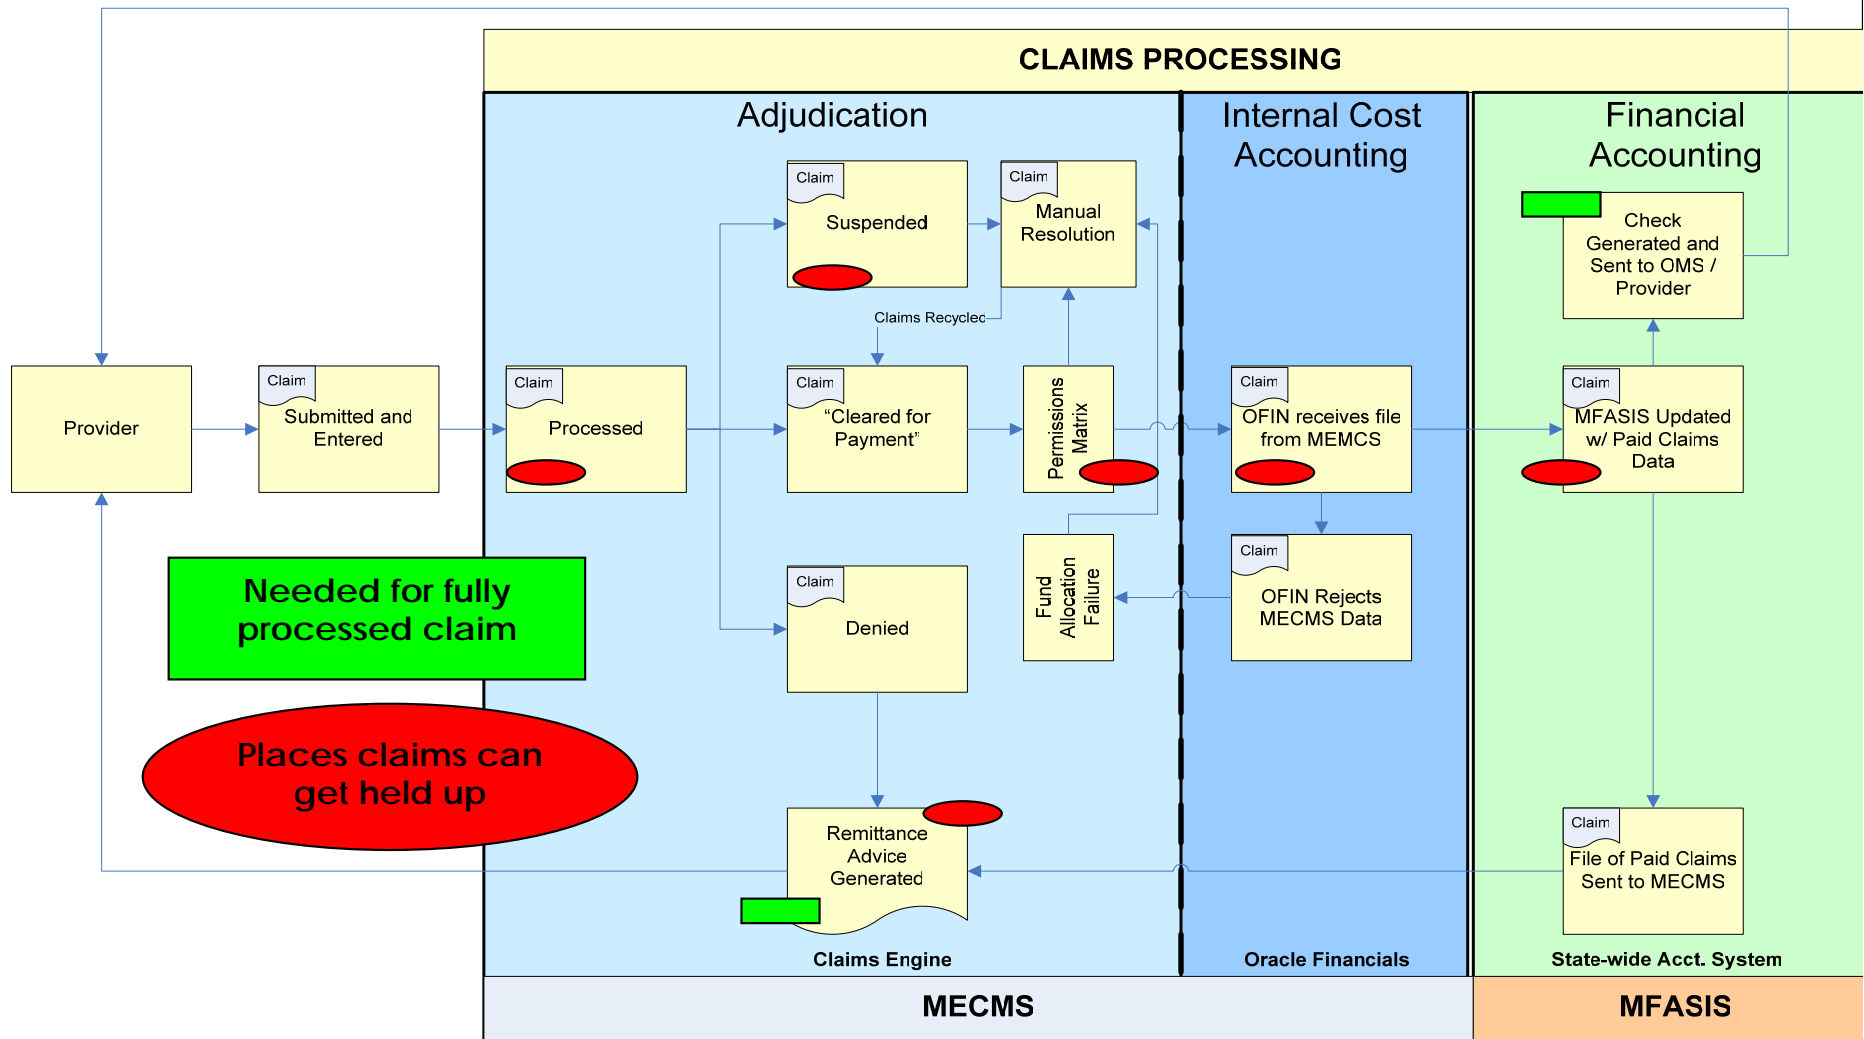 CLAIMS PROCESSING
Adjudication
Internal Cost
Accounting
Financial
Accounting
Claim
Suspended
Claim
Manual
Resolution
Check
Generated and
Sent to OMS /
Provider
Claims Recycled
Provider
Claim
Submitted and
Entered
Claim
Processed
Claim
“Cleared for
Payment”
Permissions
Matrix
Claim
OFIN receives file
from MEMCS
Claim
MFASIS Updated
w/ Paid Claims
Data
Needed for fully
processed claim
Claim
Denied
Fund
Allocation
Failure
Claim
OFIN Rejects
MECMS Data
Places claims can
get held up
Remittance
Advice
Generated
Claim
File of Paid Claims
Sent to MECMS
Claims Engine
Oracle Financials
State-wide Acct. System
MECMS
MFASIS